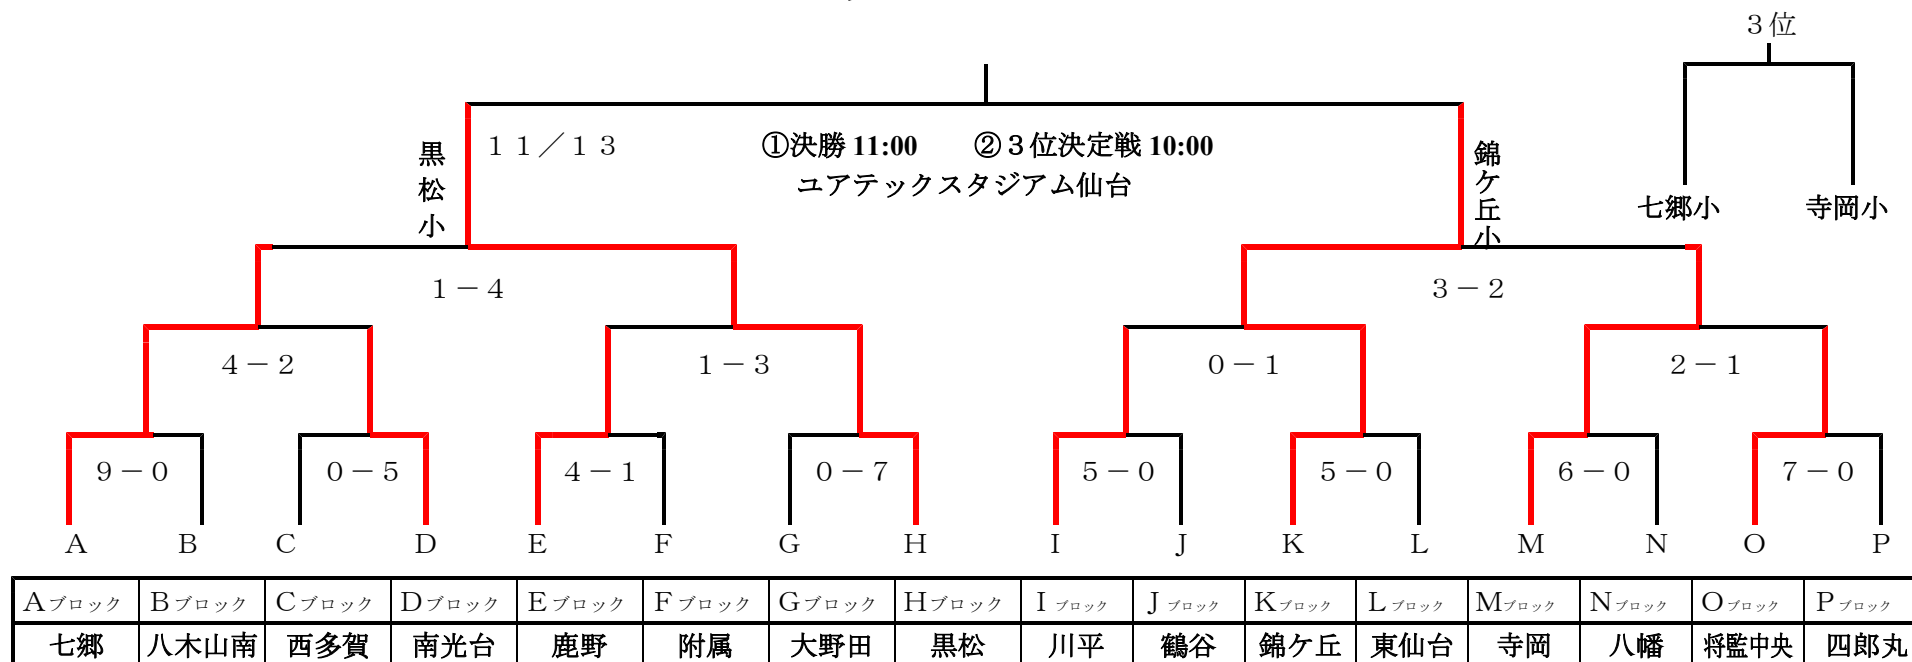 ３位
１１／１３ ①決勝 11:00 ②３位決定戦 10:00
ユアテックスタジアム仙台
黒松小
錦ケ丘小
七郷小 寺岡小
１－４ ３－２
４－２ １－３ ０－１ ２－１
９－０ ０－５ ４－１ ０－７ ５－０ ５－０ ６－０ ７－０
A B C D E F G H I J K L M N O P
Aブロック Bブロック Cブロック Dブロック Eブロック Fブロック Gブロック Hブロック Iブロック Jブロック Kブロック Lブロック Mブロック Nブロック Oブロック Pブロック
七郷 八木山南 西多賀 南光台 鹿野 附属 大野田 黒松 川平 鶴谷 錦ケ丘 東仙台 寺岡 八幡 将監中央 四郎丸